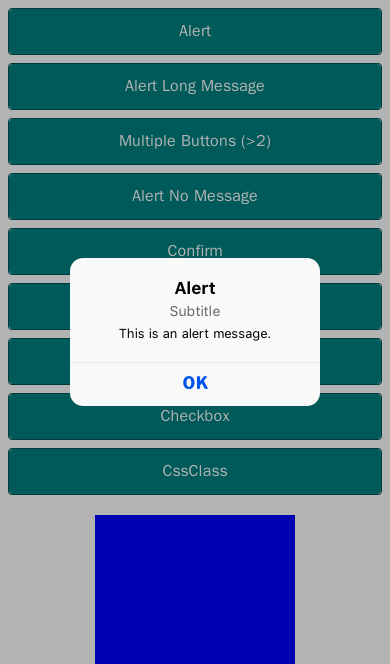 Alert
Alert Long Message
Multiple Buttons (>2)
Alert No Message
Confirm
Alert
Subtitle
This is an alert message.
OK
Checkbox
CssClass